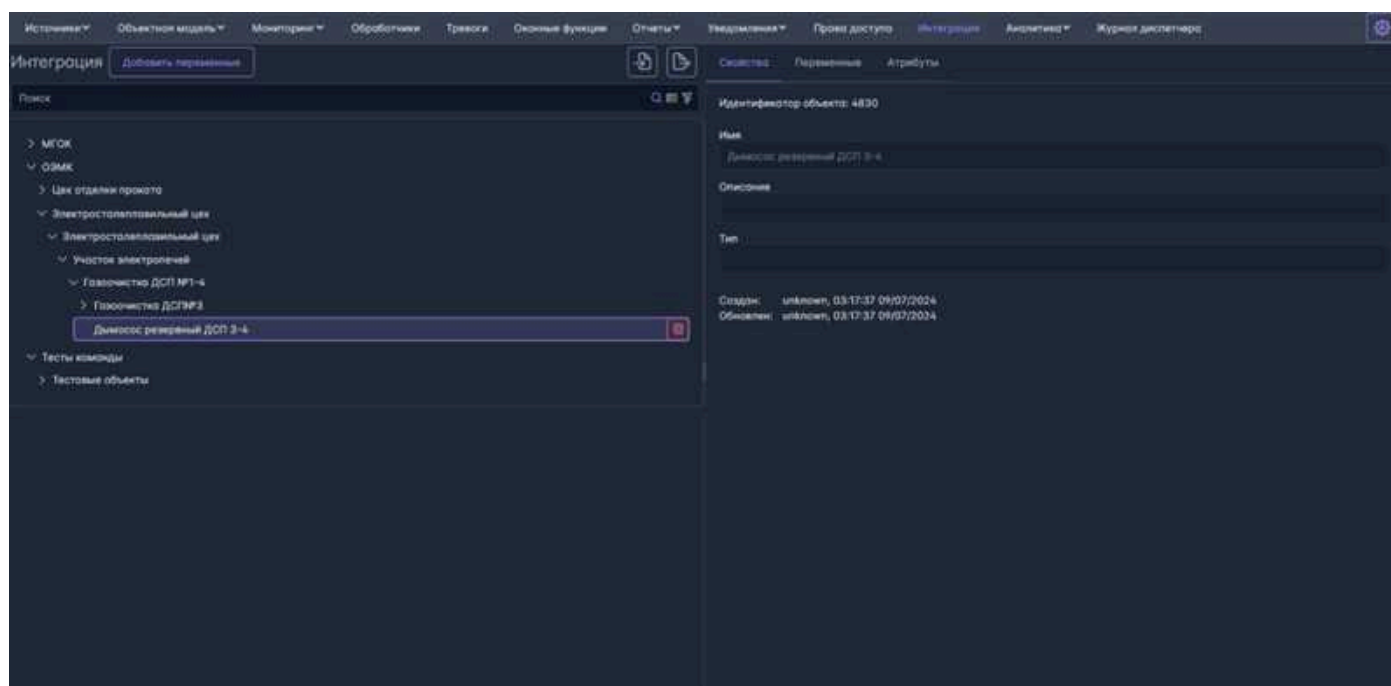 Источники Объектная модель Мониторинг Обработчики Тревоги Оконные функции Отчеты Уведомления Права доступа Интеграция Аналитика Журнал диспетчера
Интеграция Добавить переменные
Поиск
МГОК
ОЭМК
Цех отделки проката
Электросталеплавильный цех
Электросталеплавильный цех
Участок электропечей
Газоочистка ДСП №1-4
Газоочистка ДСП№3
Дымосос резервный ДСП 3-4
Тесты команды
Тестовые объекты
Свойства Переменные Атрибуты
Идентификатор объекта: 4830
Имя
Дымосос резервный ДСП 3-4
Описание
Тип
Создан: unknown, 03:17:37 09/07/2024
Обновлен: unknown, 03:17:37 09/07/2024